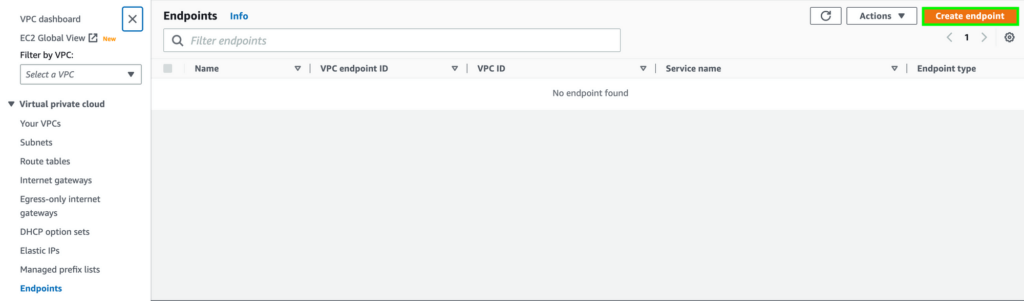 VPC dashboard
EC2 Global View New
Filter by VPC:
Select a VPC
Virtual private cloud
Your VPCs
Subnets
Route tables
Internet gateways
Egress-only internet
gateways
DHCP option sets
Elastic IPs
Managed prefix lists
Endpoints
Endpoints Info
Actions
Create endpoint
Filter endpoints
1
Name VPC endpoint ID VPC ID Service name Endpoint type
No endpoint found